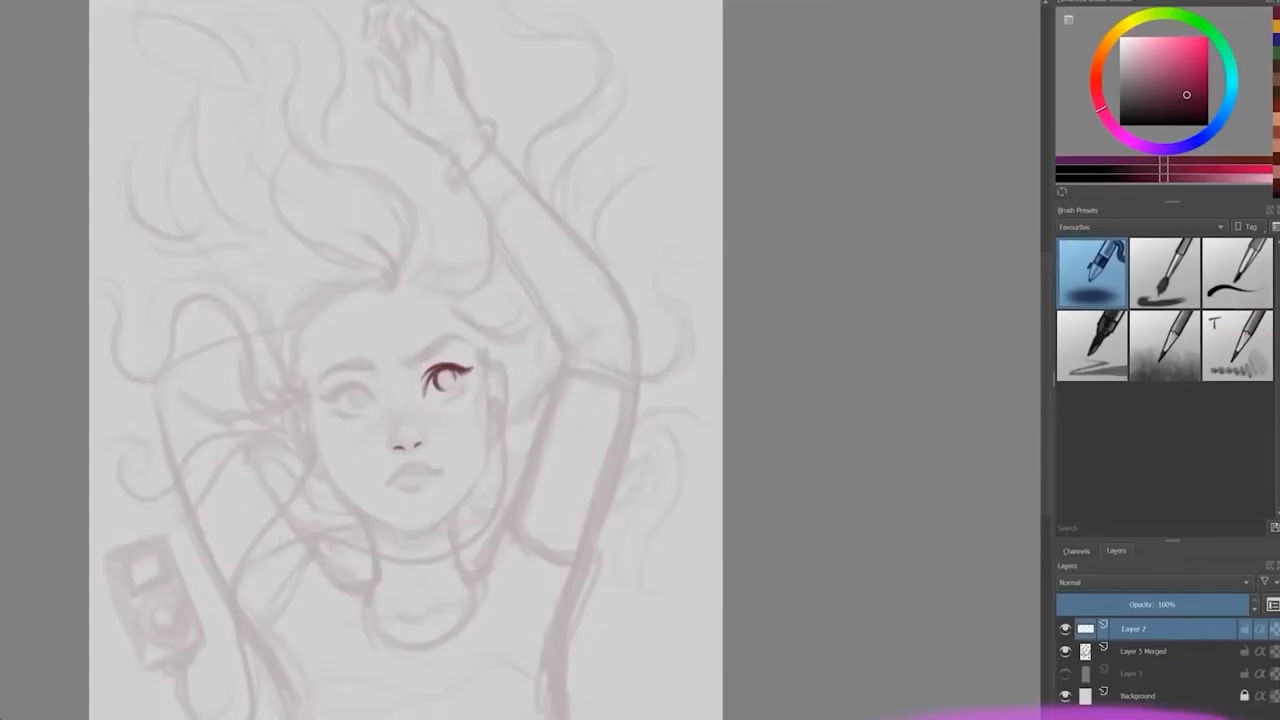 Brush Presets
Favourites
Tag
T
Search
Channels
Layers
Layers
Normal
Opacity: 100%
Layer 7
Layer 5 Merged
Layer 3
Background